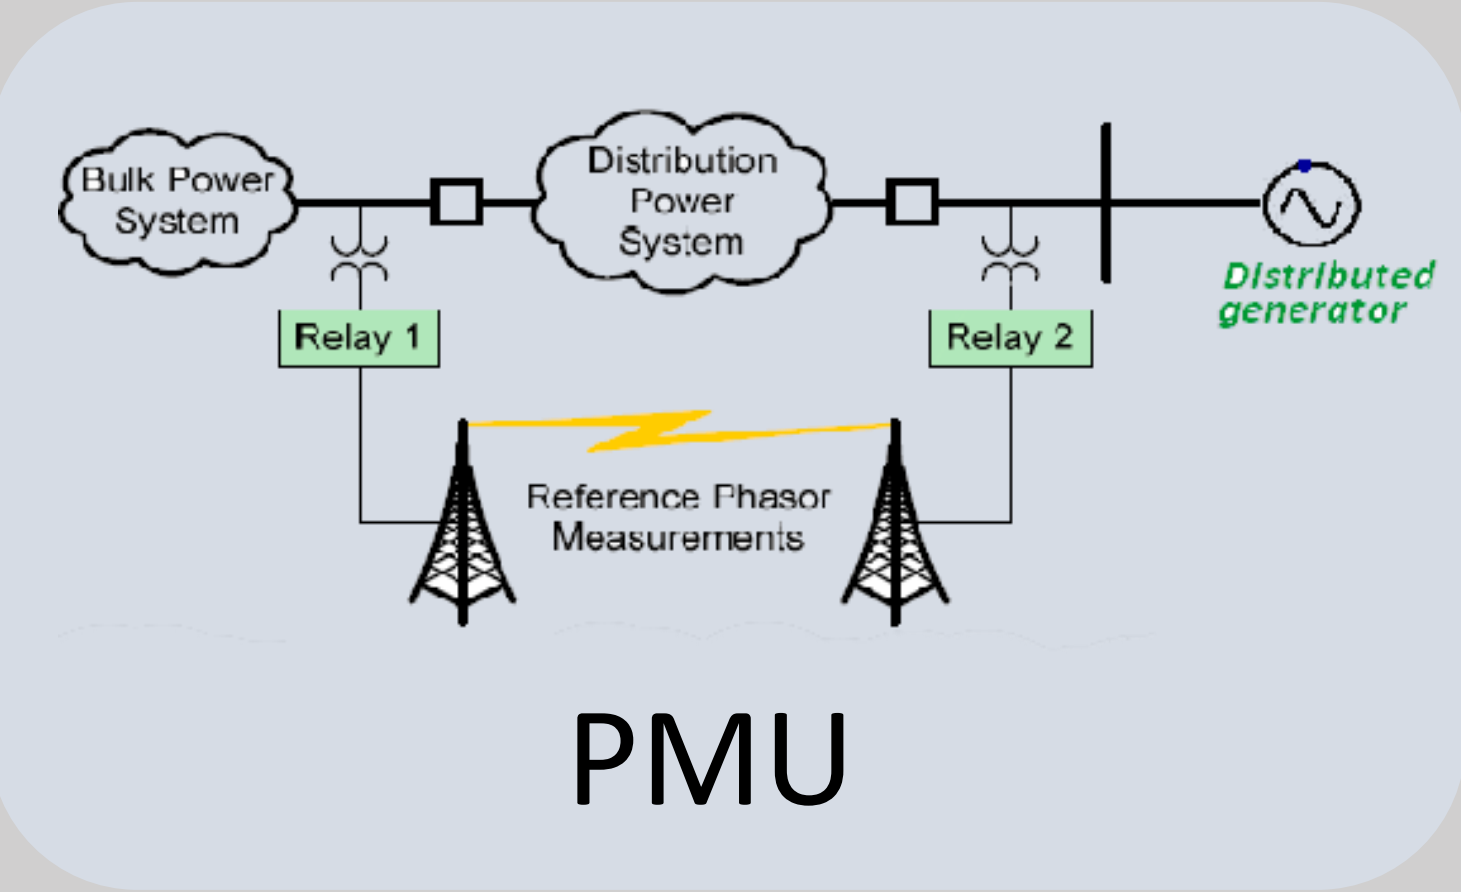 Bulk Power
System
Distribution
Power
System
Distributed
generator
Relay 1
Relay 2
Reference Phasor
Measurements
PMU